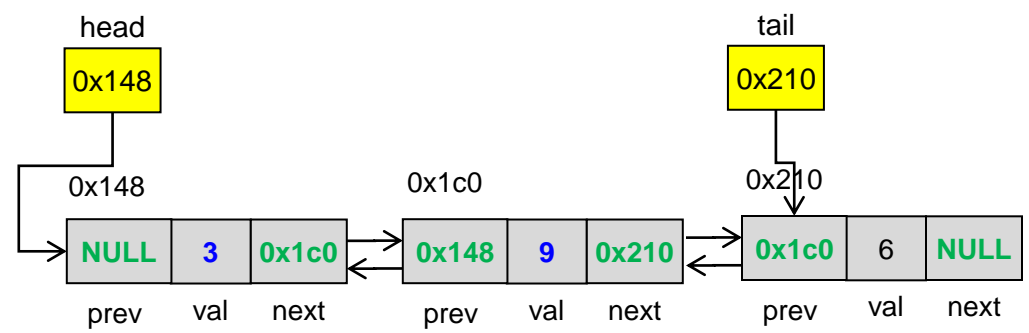 head
tail
0x148
0x210
0x148
0x1c0
0x210
NULL 3 0x1c0
0x148 9 0x210
0x1c0 6 NULL
prev val next
prev val next
prev val next